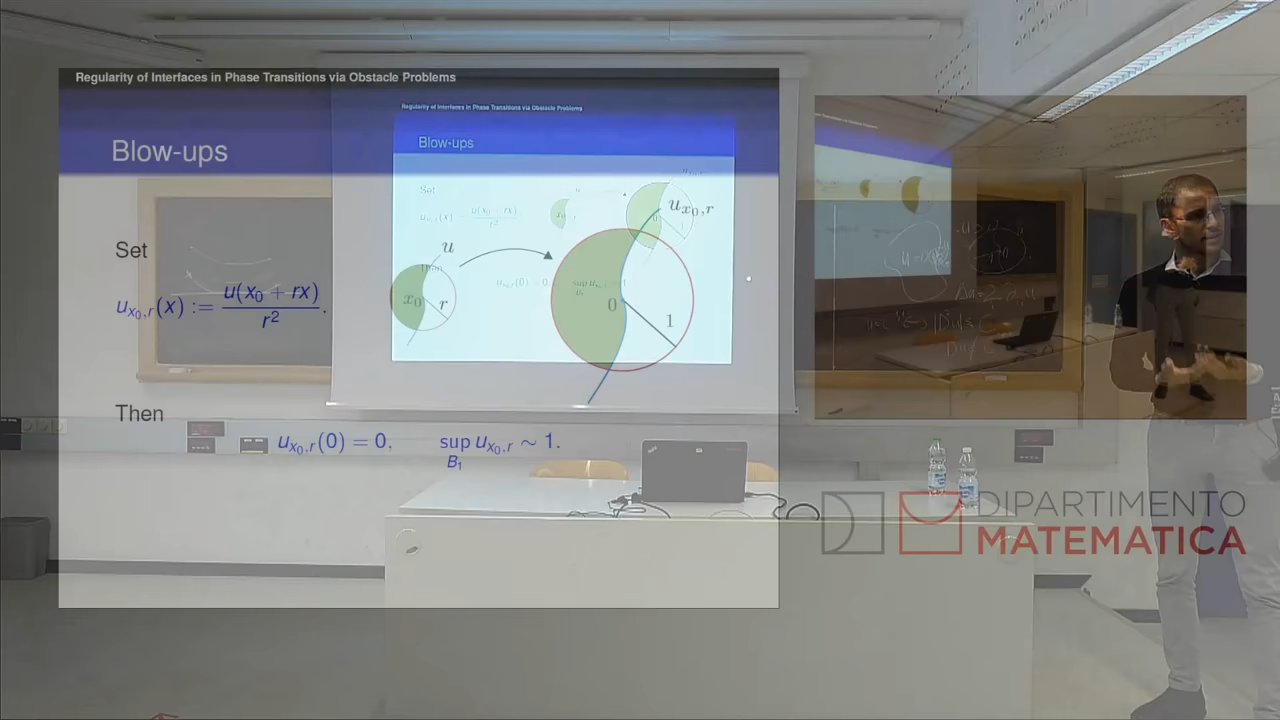 Regularity of Interfaces in Phase Transitions via Obstacle Problems
Blow-ups
Set
u_{x_0,r}(x) := \frac{u(x_0 + rx)}{r^2}.
u
x_0
r
u_{x_0,r}
0
1
Then
u_{x_0,r}(0) = 0. \sup_{B_1} u_{x_0,r} ∼ 1.
Regularity of Interfaces in Phase Transitions via Obstacle Problems
Blow-ups
Set
DIPARTIMENTO
MATEMATICA